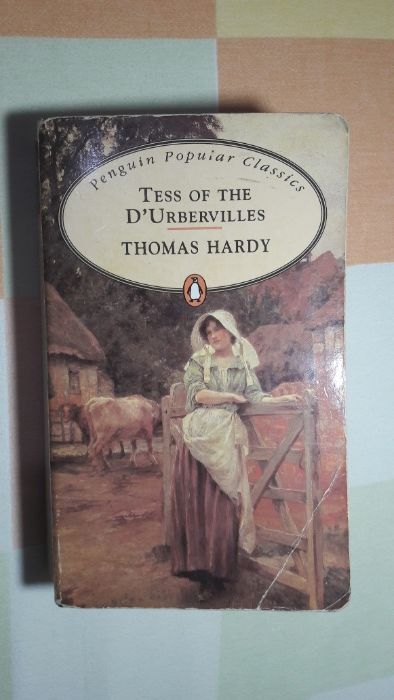 Penguin Popular Classics
TESS OF THE
D'URBERVILLES
THOMAS HARDY